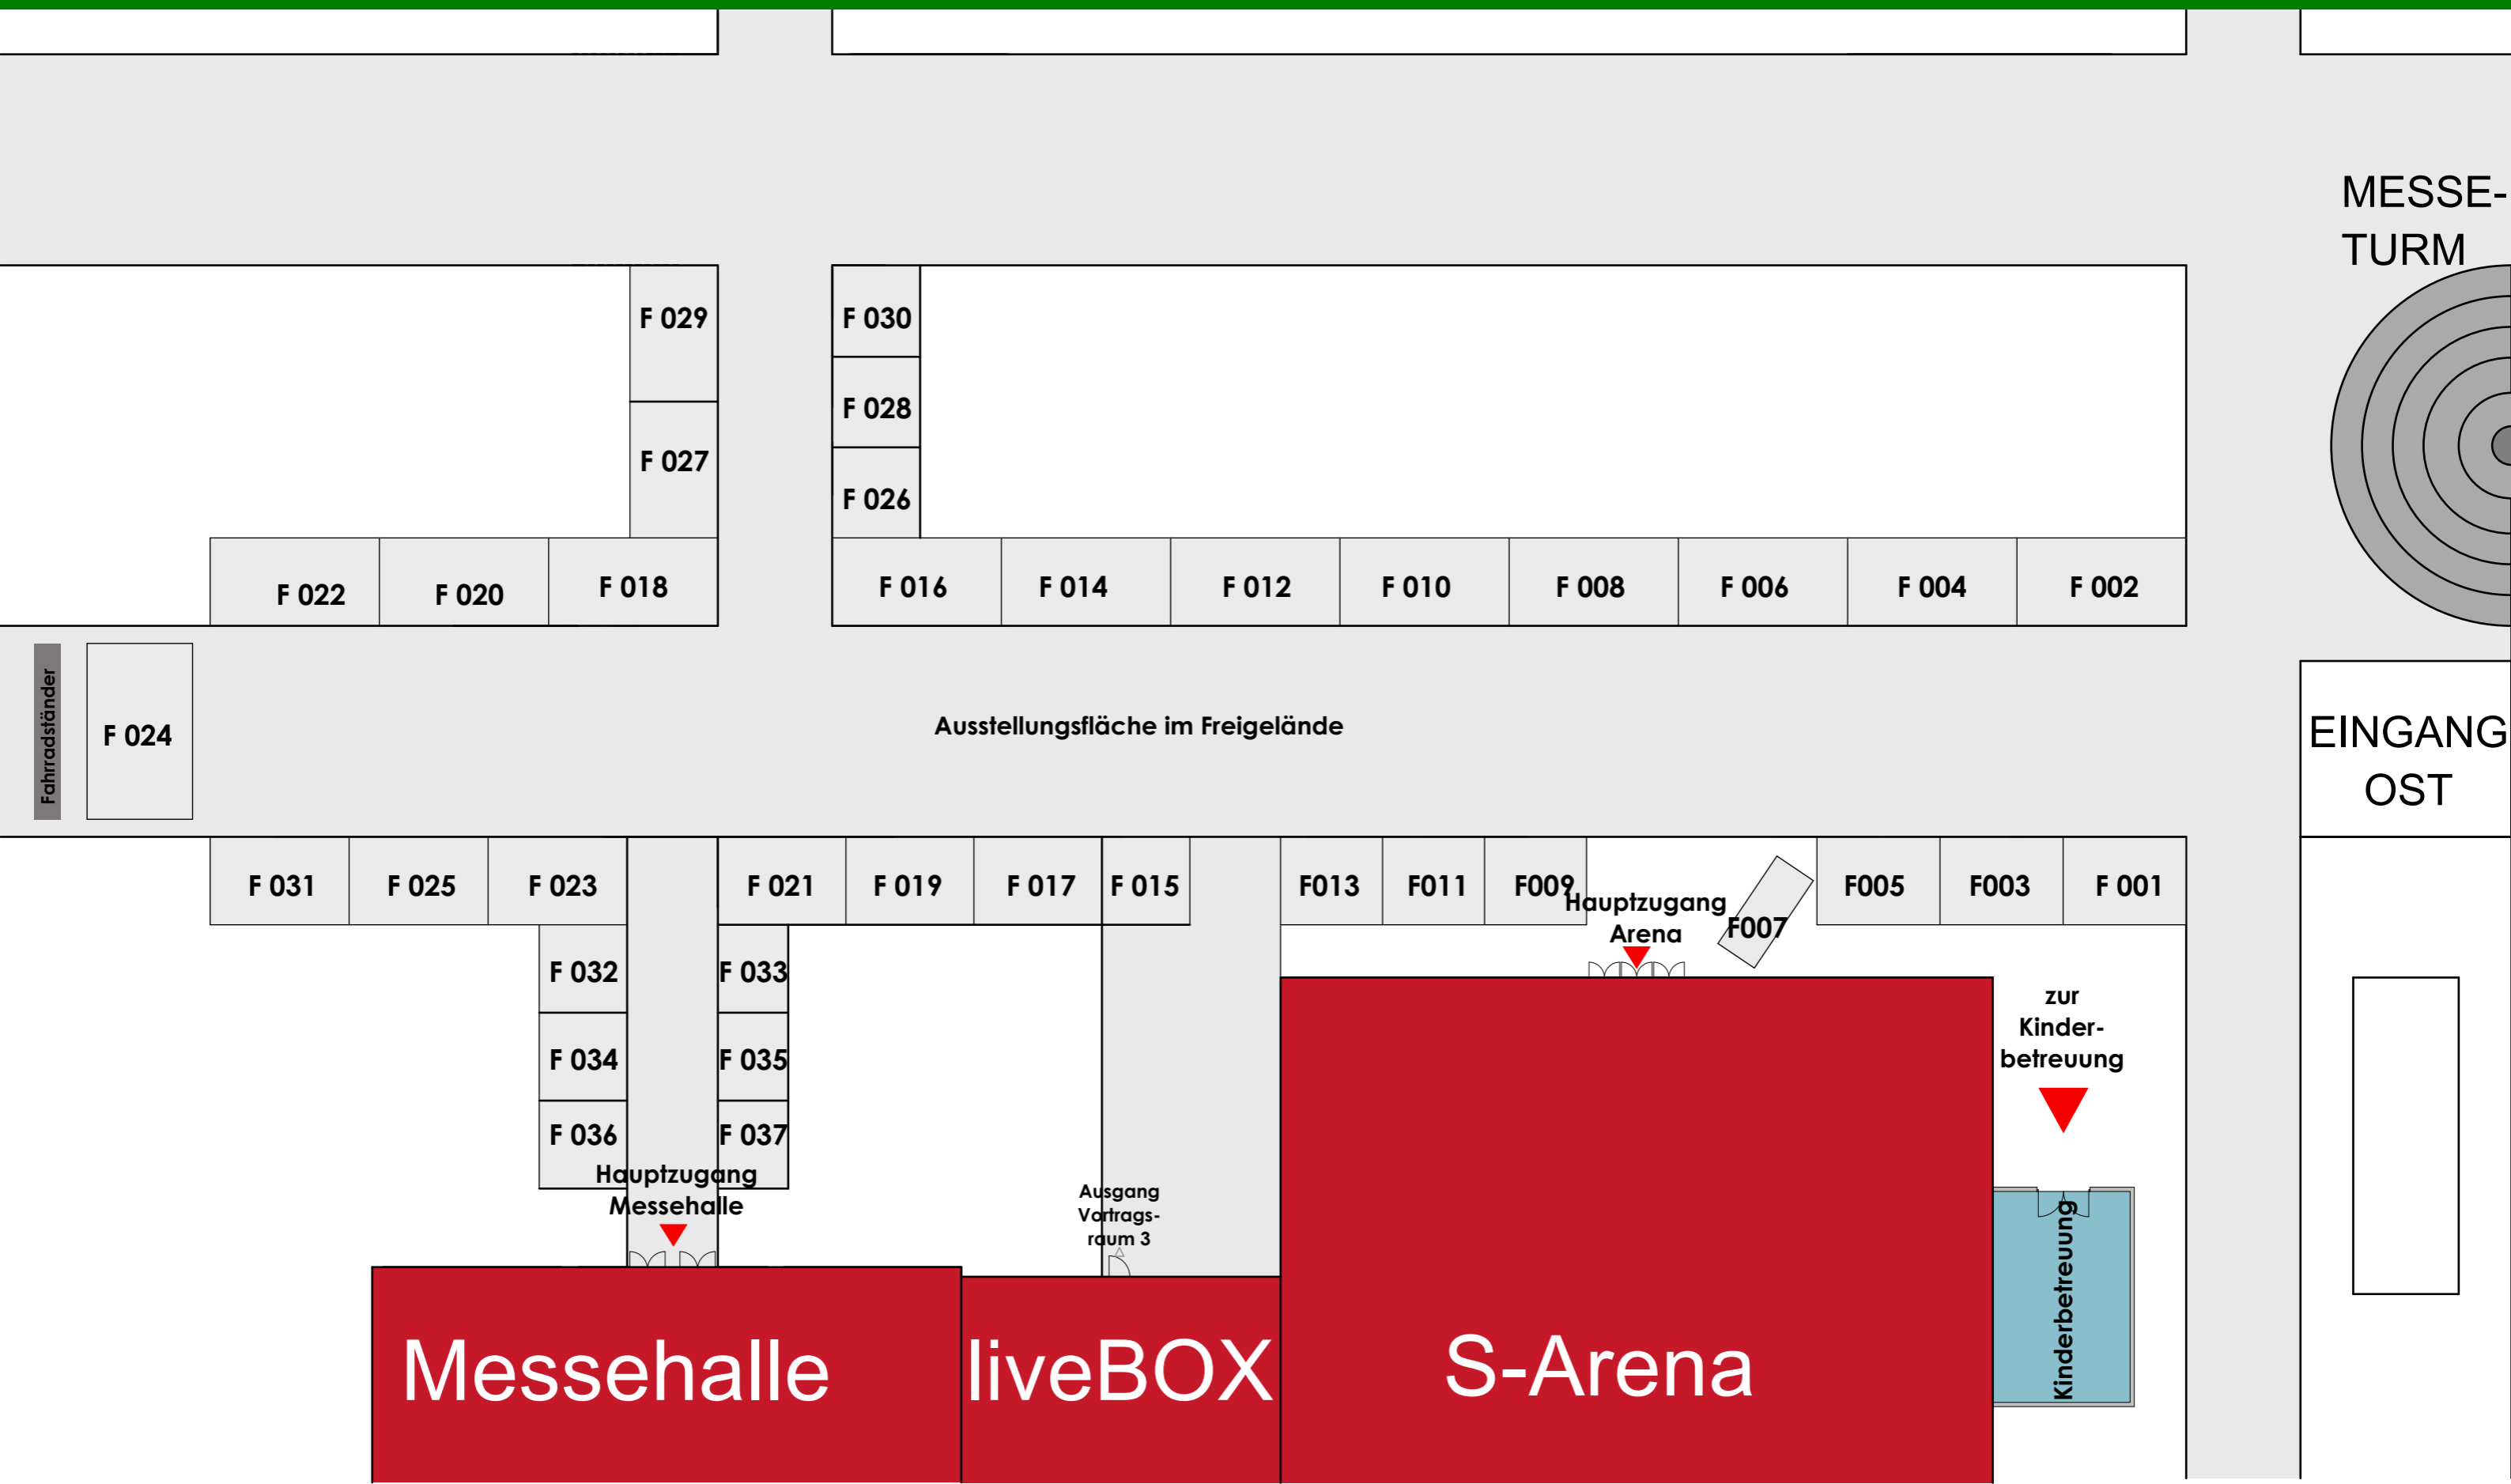 MESSE-
TURM
F 029
F 030
F 028
F 027
F 026
F 022
F 020
F 018
F 016
F 014
F 012
F 010
F 008
F 006
F 004
F 002
Fahrradständer
F 024
Ausstellungsfläche im Freigelände
EINGANG
OST
F 031
F 025
F 023
F 021
F 019
F 017
F 015
F013
F011
F009
Hauptzugang
Arena
F007
F005
F003
F 001
F 032
F 033
F 034
F 035
F 036
F 037
zur
Kinder-
betreuung
Hauptzugang
Messehalle
Ausgang
Vortrags-
raum 3
Kinderbetreuung
Messehalle
liveBOX
S-Arena